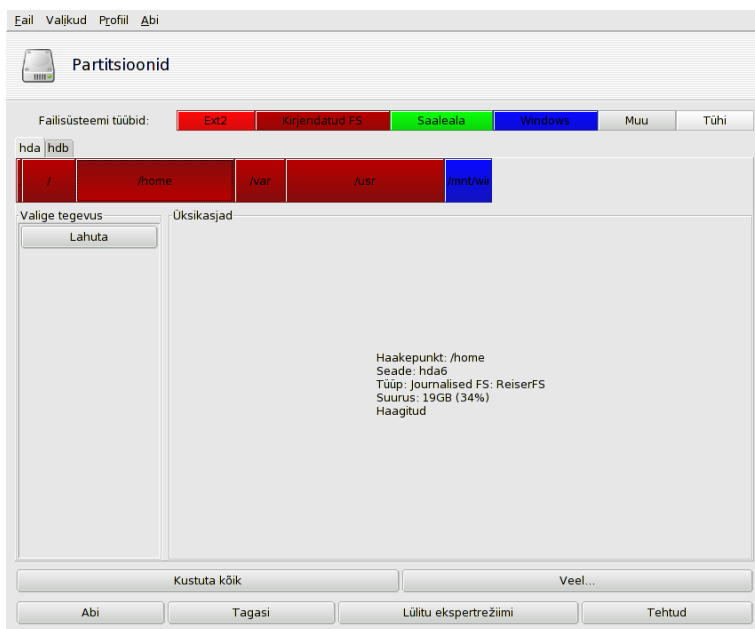 Fail Valikud Profiil Abi
Partitsioonid
Failisüsteemi tüübid: Ext2 Kirjendatud FS Saaleala Windows Muu Tühi
hda hdb
/ /home /var /usr /mnt/wii
Valige tegevus Üksikasjad
Lahuta
Haakepunkt: /home
Seade: hda6
Tüüp: Journalised FS: ReiserFS
Suurus: 19GB (34%)
Haagitud
Kustuta kõik Veel...
Abi Tagasi Lülitu ekspertrežiimi Tehtud